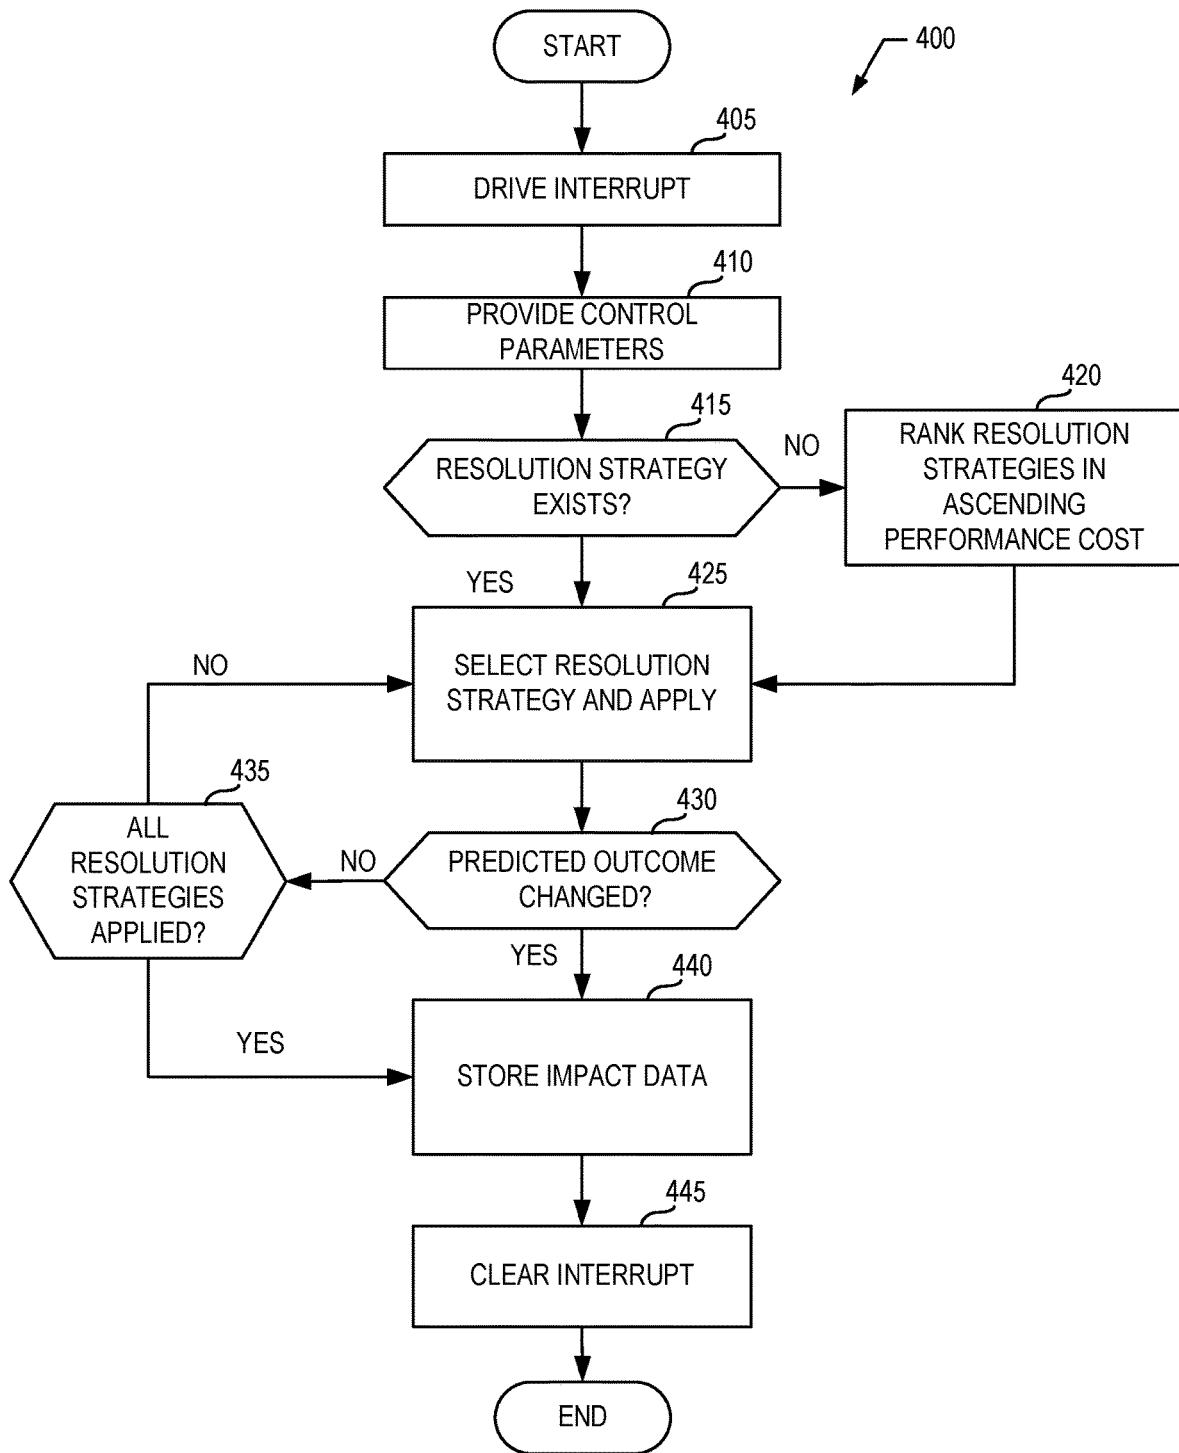 START
400
405
DRIVE INTERRUPT
410
PROVIDE CONTROL
PARAMETERS
415
RESOLUTION STRATEGY
EXISTS?
NO
420
RANK RESOLUTION
STRATEGIES IN
ASCENDING
PERFORMANCE COST
YES
425
SELECT RESOLUTION
STRATEGY AND APPLY
NO
435
ALL
RESOLUTION
STRATEGIES
APPLIED?
NO
430
PREDICTED OUTCOME
CHANGED?
YES
YES
440
STORE IMPACT DATA
445
CLEAR INTERRUPT
END